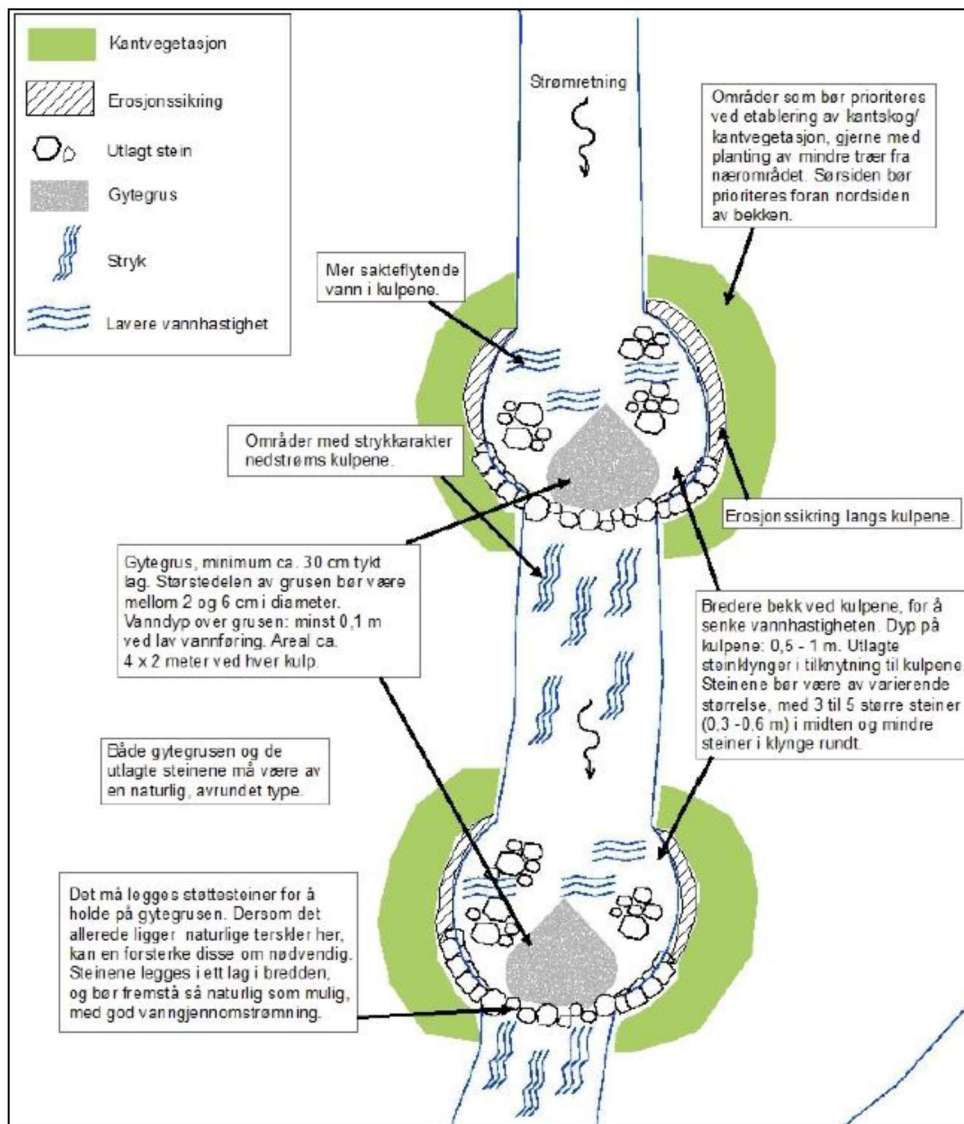 Kantvegetasjon
Erosjonssikring
Utlagt stein
Gytegrus
Stryk
Lavere vannhastighet
Strømretning
Områder som bør prioriteres
ved etablering av kantskog/
kantvegetasjon, gjerne med
planting av mindre trær fra
nærområdet. Sørsiden bør
prioriteres foran nordsiden
av bekken.
Mer sakteflytende
vann i kulpene.
Områder med strykkarakter
nedstrøms kulpene.
Erosjonssikring langs kulpene.
Gytegrus, minimum ca. 30 cm tykt
lag. Størstedelen av grusen bør være
mellom 2 og 6 cm i diameter.
Vanndyp over grusen: minst 0,1 m
ved lav vannføring. Areal ca.
4 x 2 meter ved hver kulp.
Bredere bekk ved kulpene, for å
senke vannhastigheten. Dyp på
kulpene: 0,5 - 1 m. Utlagte
steinklynger i tilknytning til kulpene.
Steinene bør være av varierende
størrelse, med 3 til 5 større steiner
(0,3 -0,6 m) i midten og mindre
steiner i klynge rundt.
Både gytegrusen og de
utlagte steinene må være av
en naturlig, avrundet type.
Det må legges støttesteiner for å
holde på gytegrusen. Dersom det
allerede ligger naturlige terskler her,
kan en forsterke disse om nødvendig.
Steinene legges i ett lag i bredden,
og bør fremstå så naturlig som mulig,
med god vanngjennomstrømning.